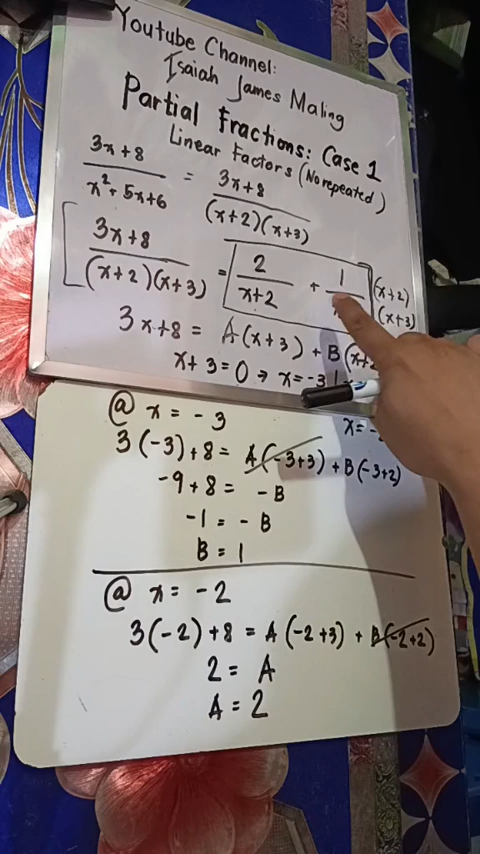 Youtube Channel:
Isaiah James Maling
Partial Fractions: Case 1
Linear Factors (No repeated)
3x+8 / x²+5x+6 = 3x+8 / (x+2)(x+3)
[3x+8 / (x+2)(x+3) = 2 / x+2 + 1 /] (x+2)(x+3)
3x+8 = A(x+3) + B(x+
x+3=0 → x=-3
x=-
@ x = -3
3(-3)+8 = A(-3+3) + B(-3+2)
-9+8 = -B
-1 = -B
B = 1
@ x = -2
3(-2)+8 = A(-2+3) + B(-2+2)
2 = A
A = 2